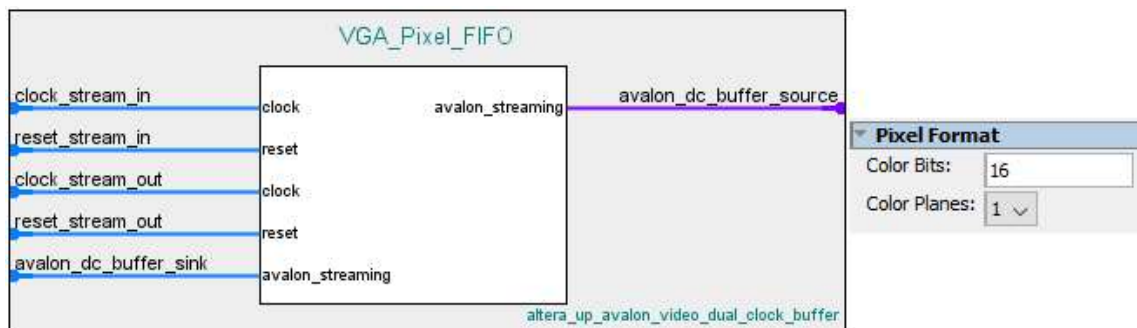 VGA_Pixel_FIFO
clock_stream_in
clock
avalon_streaming
avalon_dc_buffer_source
reset_stream_in
reset
clock_stream_out
clock
reset_stream_out
reset
avalon_dc_buffer_sink
avalon_streaming
altera_up_avalon_video_dual_clock_buffer
Pixel Format
Color Bits: 16
Color Planes: 1